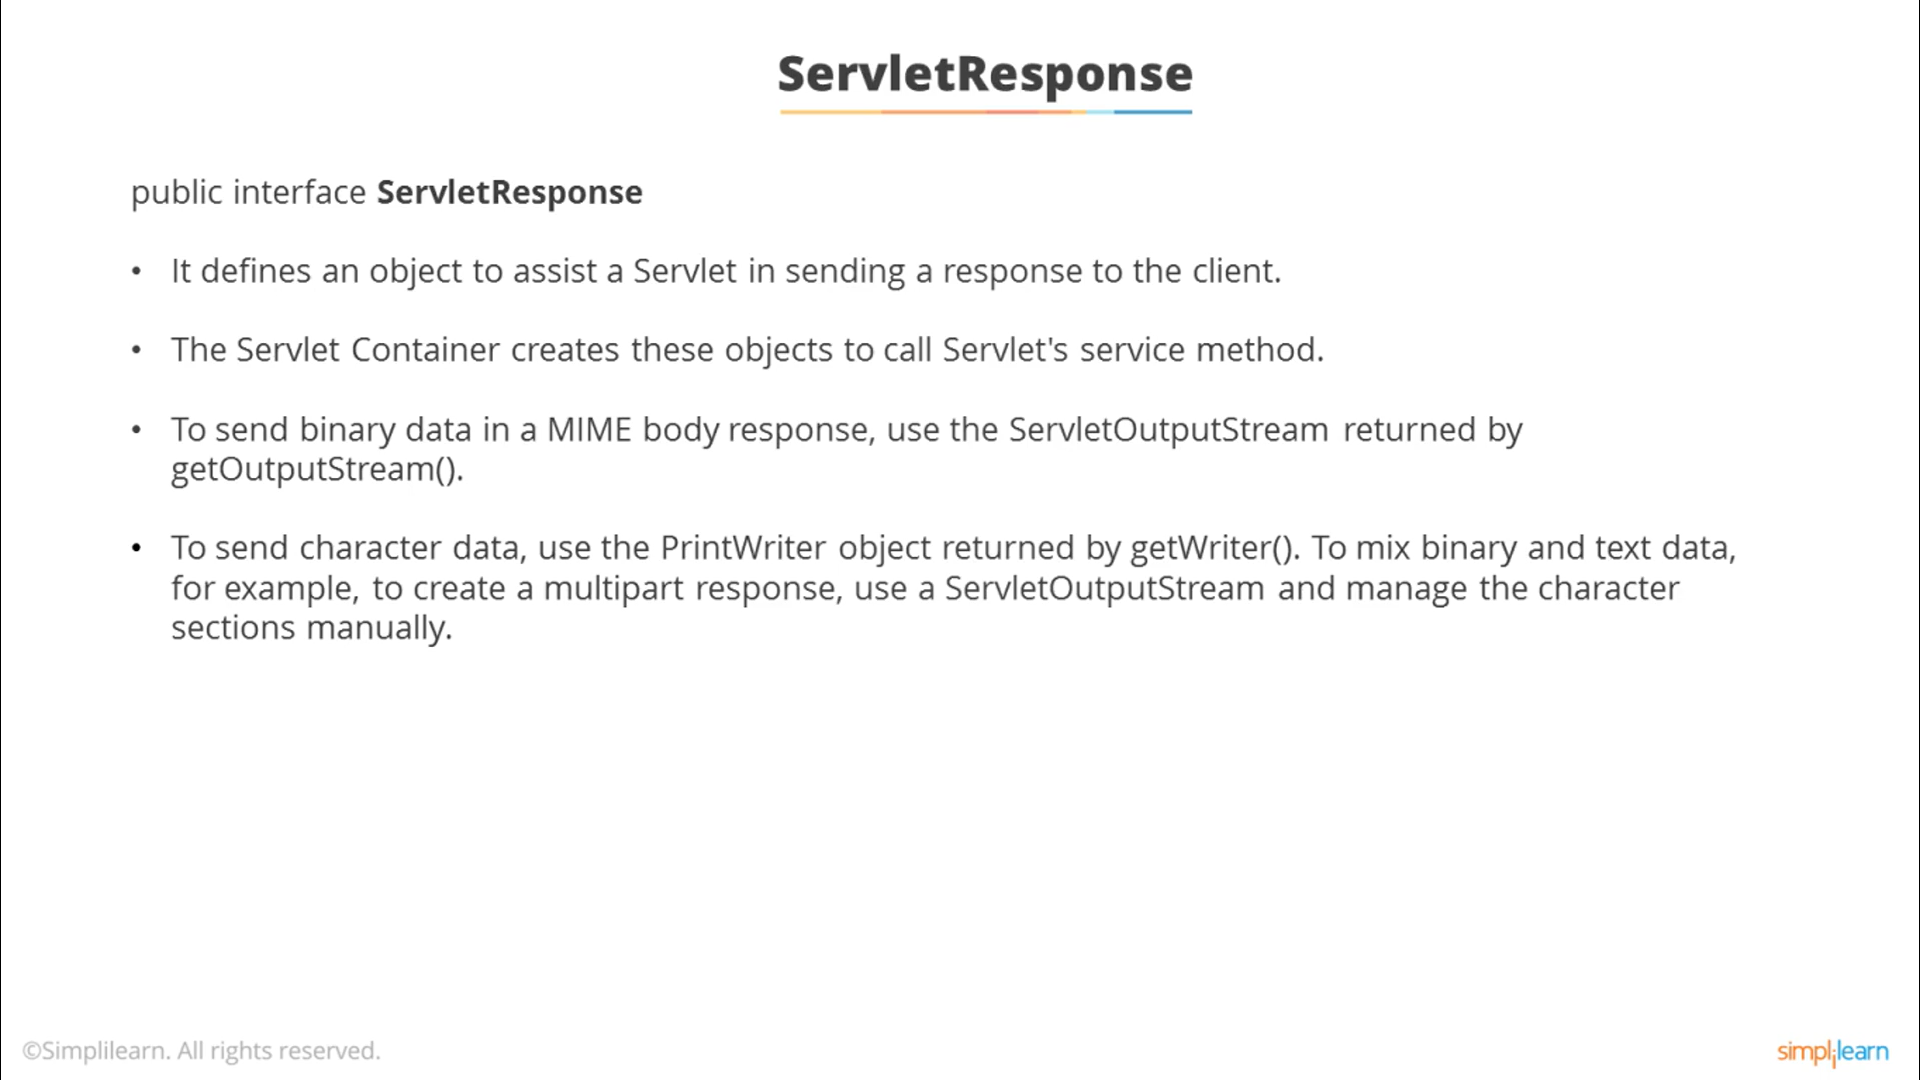 ServletResponse
public interface ServletResponse
• It defines an object to assist a Servlet in sending a response to the client.
• The Servlet Container creates these objects to call Servlet's service method.
• To send binary data in a MIME body response, use the ServletOutputStream returned by
getOutputStream().
• To send character data, use the PrintWriter object returned by getWriter(). To mix binary and text data,
for example, to create a multipart response, use a ServletOutputStream and manage the character
sections manually.
©Simplilearn. All rights reserved.
simplilearn